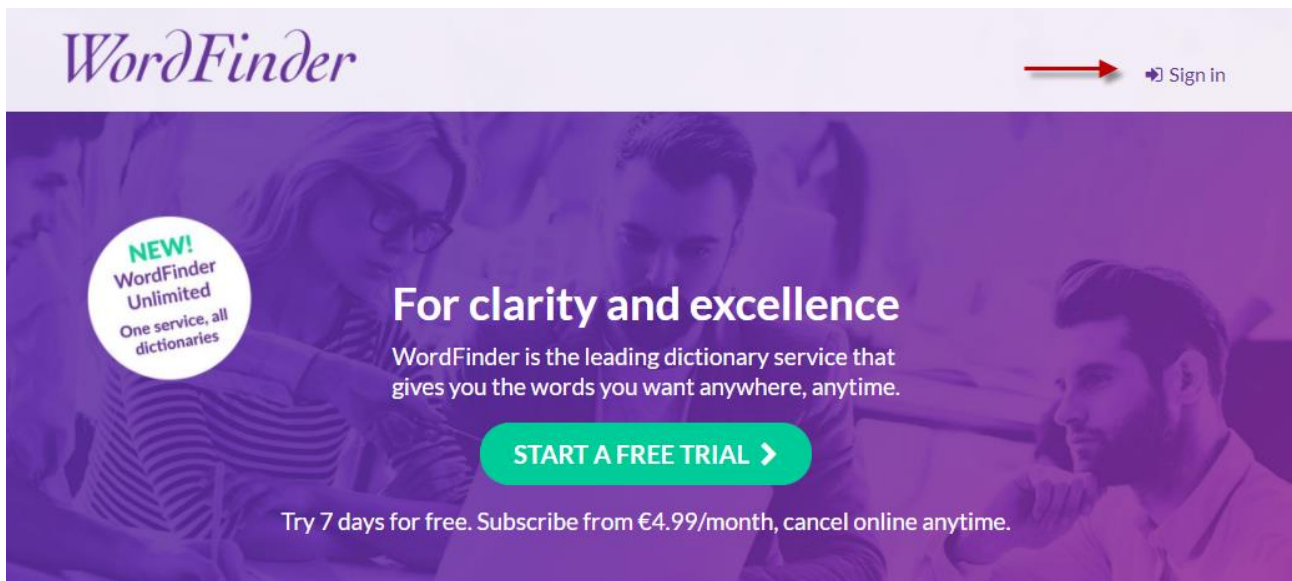 WordFinder
Sign in
NEW!
WordFinder
Unlimited
One service, all
dictionaries
For clarity and excellence
WordFinder is the leading dictionary service that
gives you the words you want anywhere, anytime.
START A FREE TRIAL
Try 7 days for free. Subscribe from €4.99/month, cancel online anytime.